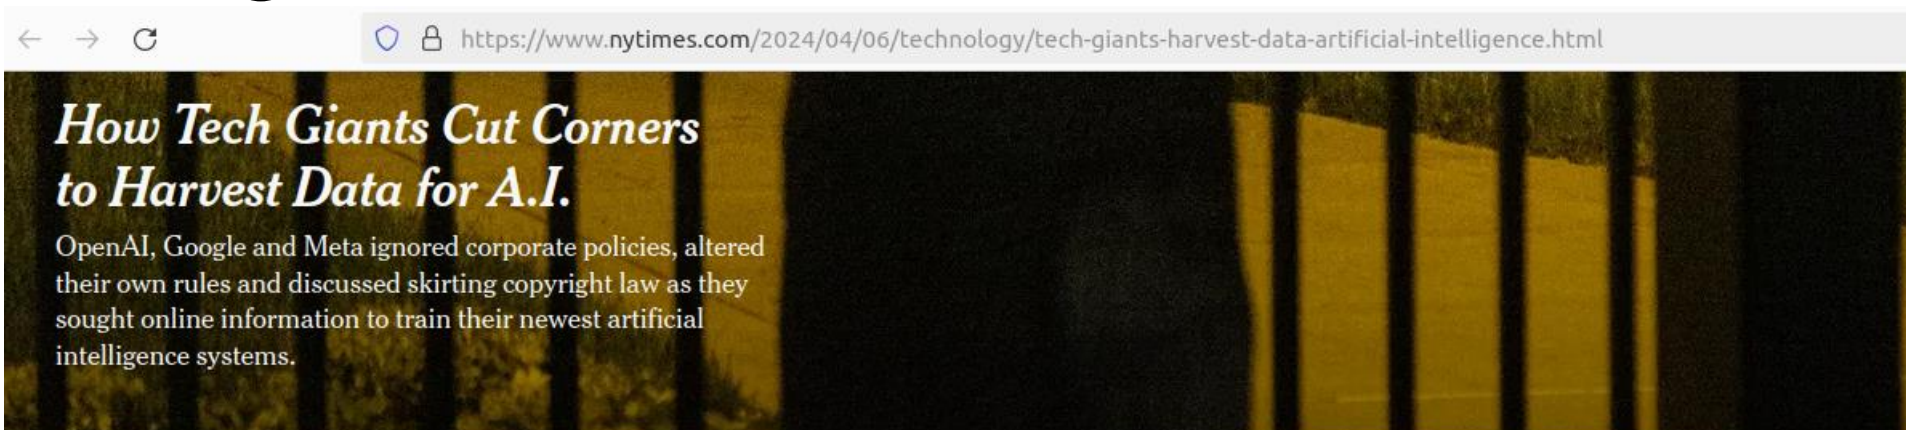 https://www.nytimes.com/2024/04/06/technology/tech-giants-harvest-data-artificial-intelligence.html
How Tech Giants Cut Corners
to Harvest Data for A.I.
OpenAI, Google and Meta ignored corporate policies, altered
their own rules and discussed skirting copyright law as they
sought online information to train their newest artificial
intelligence systems.